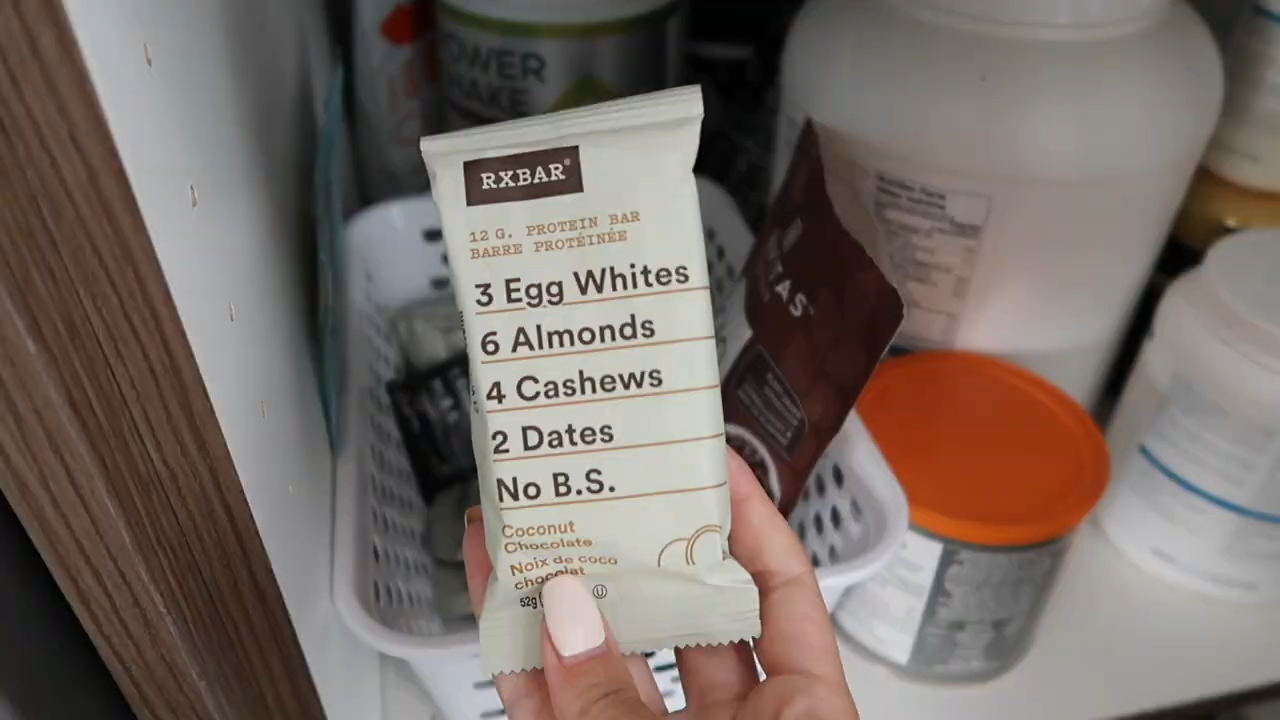 RXBAR®
12 G. PROTEIN BAR
BARRE PROTÉINÉE
3 Egg Whites
6 Almonds
4 Cashews
2 Dates
No B.S.
Coconut
Chocolate
Noix de coco
chocolat
52g
OWER